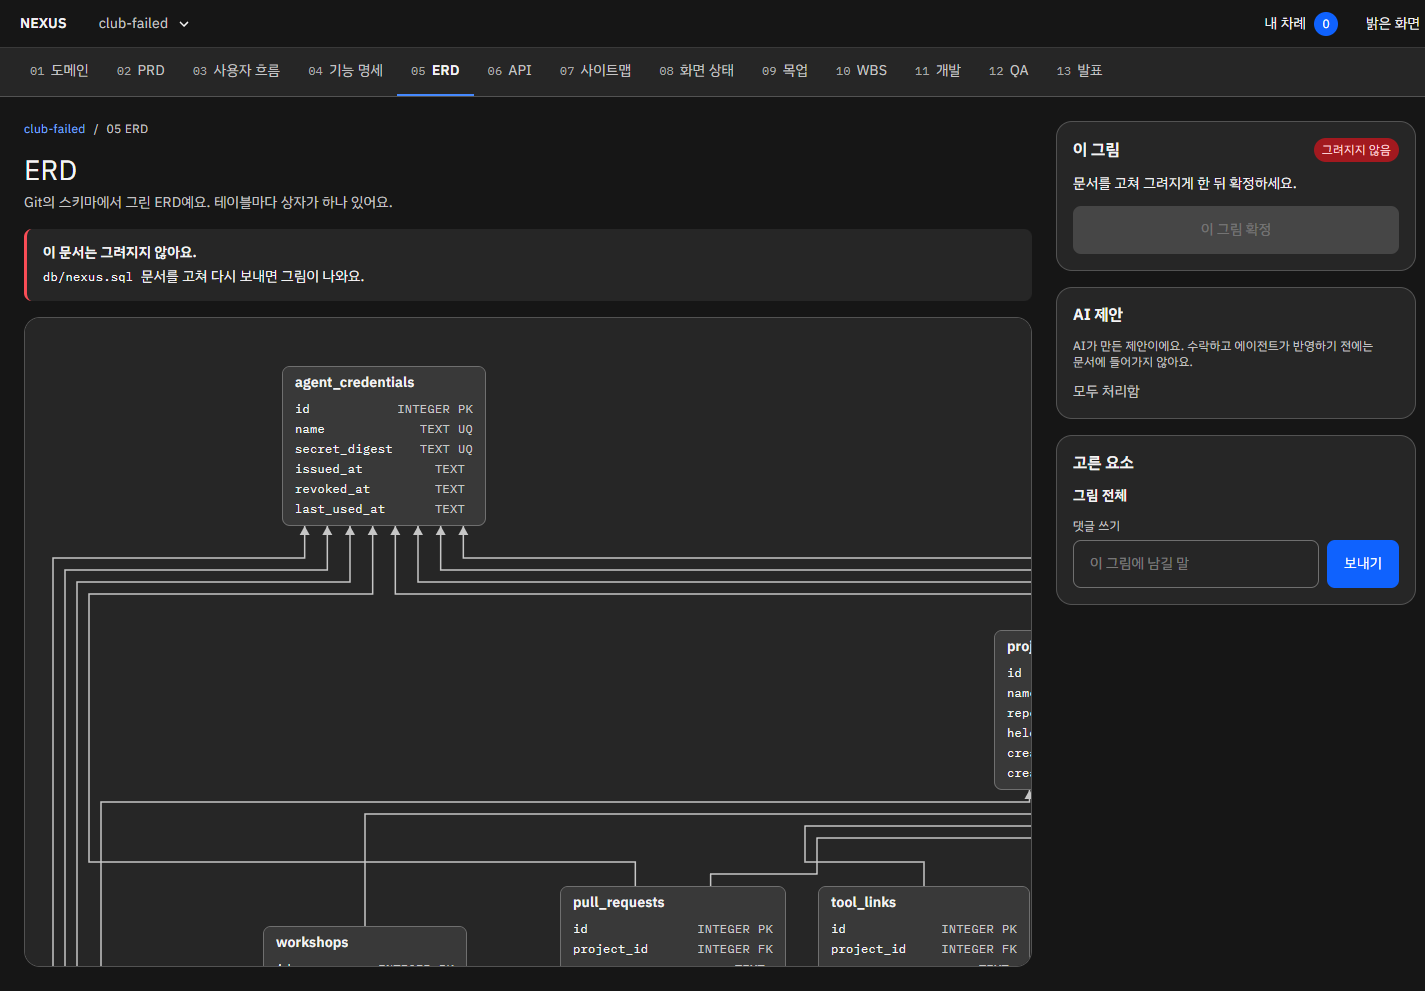 NEXUS club-failed 내 차례 0 밝은 화면
01 도메인 02 PRD 03 사용자 흐름 04 기능 명세 05 ERD 06 API 07 사이트맵 08 화면 상태 09 목업 10 WBS 11 개발 12 QA 13 발표
club-failed / 05 ERD
ERD
Git의 스키마에서 그린 ERD예요. 테이블마다 상자가 하나 있어요.
이 문서는 그려지지 않아요.
db/nexus.sql 문서를 고쳐 다시 보내면 그림이 나와요.
agent_credentials
id INTEGER PK
name TEXT UQ
secret_digest TEXT UQ
issued_at TEXT
revoked_at TEXT
last_used_at TEXT
id
pull_requests
id INTEGER PK
project_id INTEGER FK
tool_links
id INTEGER PK
project_id INTEGER FK
workshops
이 그림 그려지지 않음
문서를 고쳐 그려지게 한 뒤 확정하세요.
이 그림 확정
AI 제안
AI가 만든 제안이에요. 수락하고 에이전트가 반영하기 전에는
문서에 들어가지 않아요.
모두 처리함
고른 요소
그림 전체
댓글 쓰기
이 그림에 남길 말 보내기